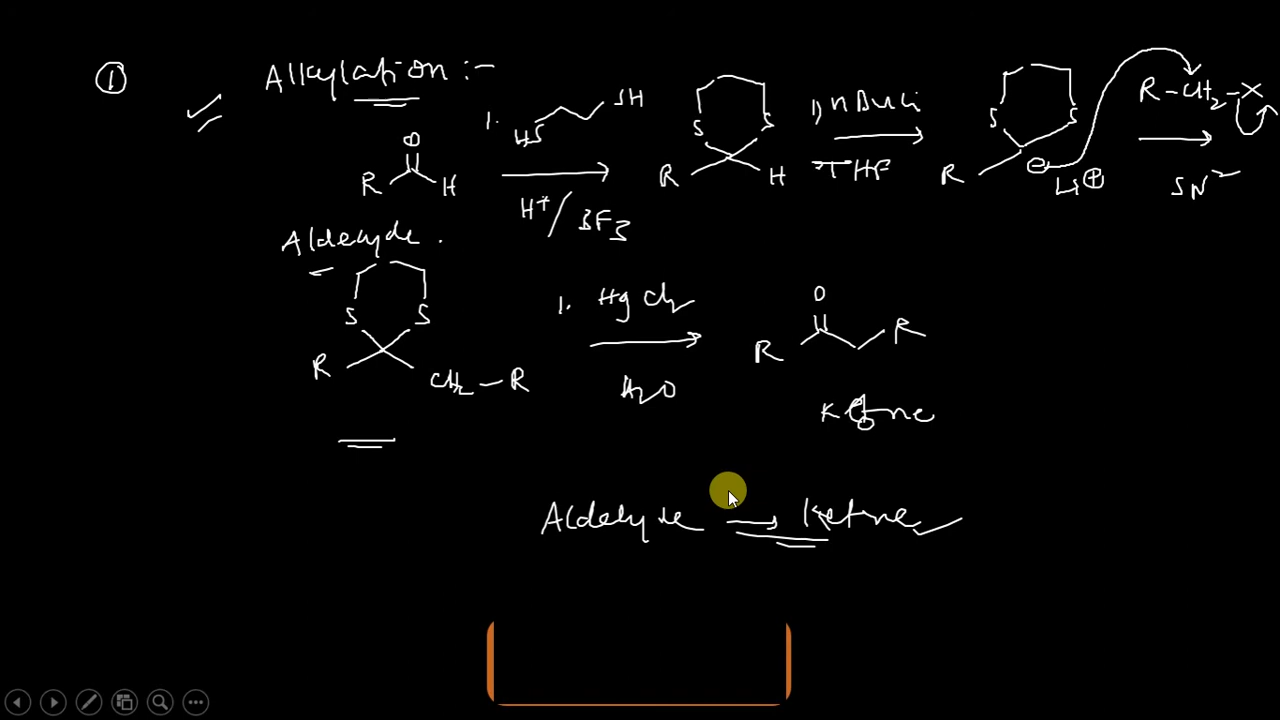 ① Alkylation :-
1. HS SH
H+/BF3
R O H
S S R H
1) nBuLi
THF
S S R ⊖ Li⊕
R-CH2-X
SN2
Aldehyde.
S S R CH2-R
1. HgCl2
H2O
O R R
Ketone
Aldehyde → Ketone